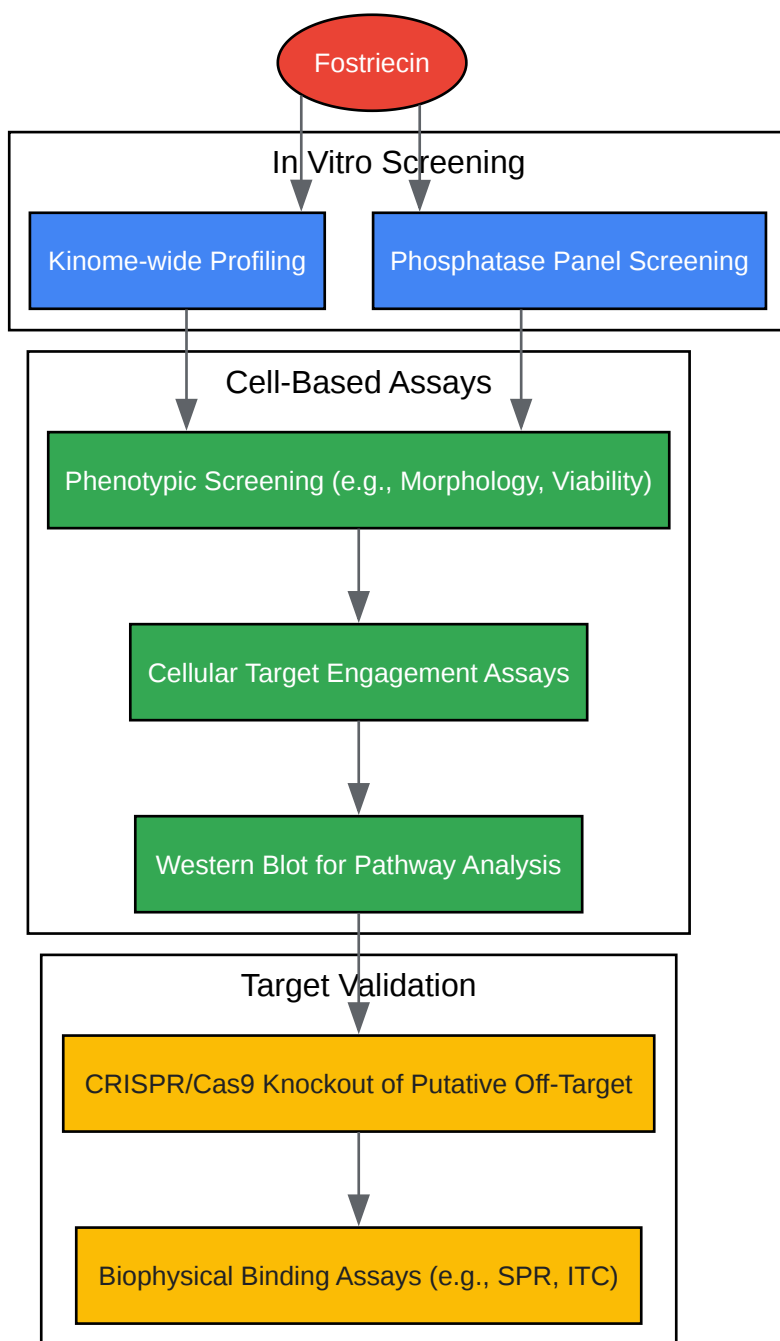 Fostriecin
In Vitro Screening
Kinome-wide Profiling
Phosphatase Panel Screening
Cell-Based Assays
Phenotypic Screening (e.g., Morphology, Viability)
Cellular Target Engagement Assays
Western Blot for Pathway Analysis
Target Validation
CRISPR/Cas9 Knockout of Putative Off-Target
Biophysical Binding Assays (e.g., SPR, ITC)